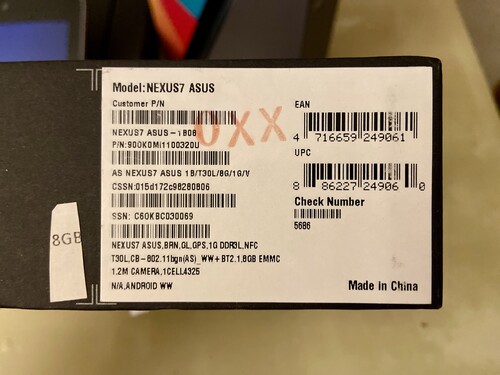 Model:NEXUS7 ASUS
Customer P/N
NEXUS7 ASUS-1B08
P/N:90OK0MI1100320U
AS NEXUS7 ASUS 1B/T30L/8G/1G/V
CSSN:015d172c98280806
SSN: C6OKBC030069
NEXUS7 ASUS,BRN,GL,GPS,1G DDR3L,NFC
T30L,CB-802.11bgn(AS)_WW+BT2.1,8GB EMMC
1.2M CAMERA,1CELL4325
N/A,ANDROID WW
OXX
EAN
4 716659 249061
UPC
8 86227 24906 0
Check Number
5686
Made in China
8GB